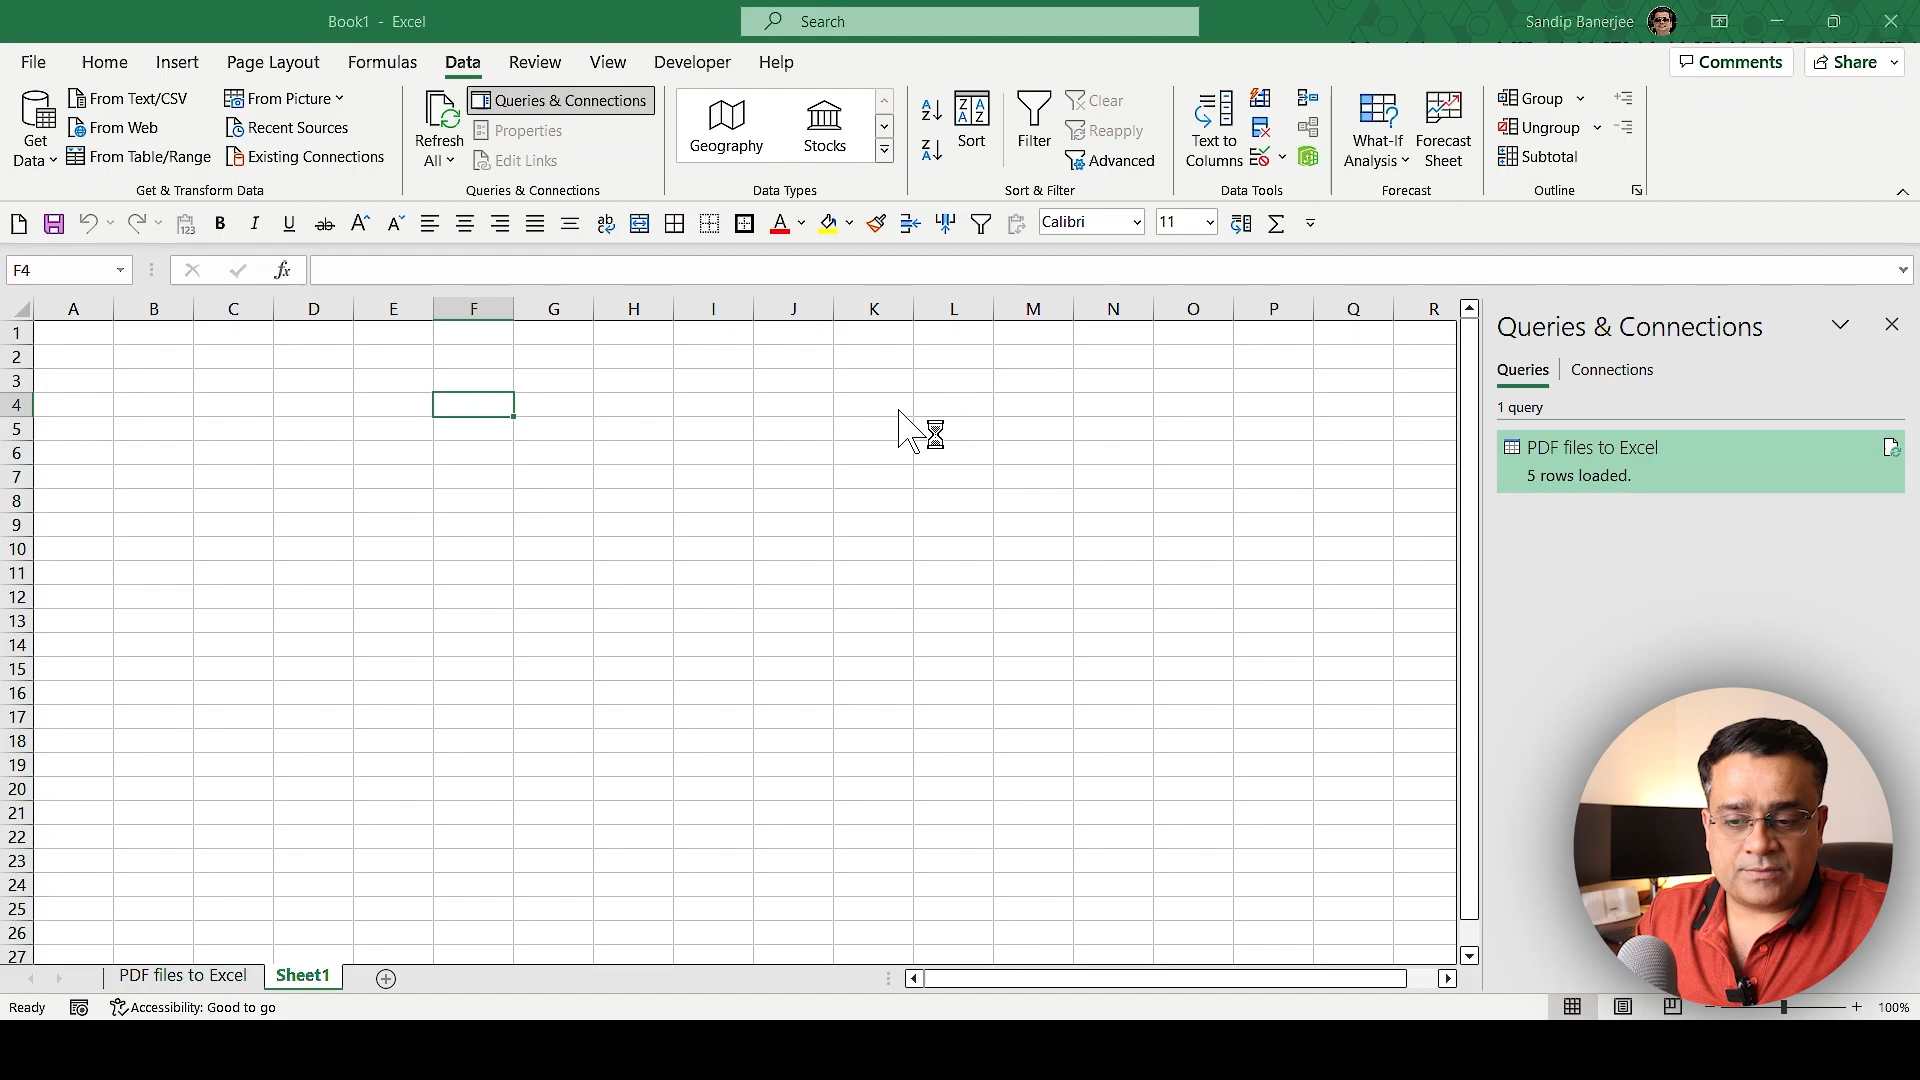 Book1 - Excel
Search
Sandip Banerjee
File Home Insert Page Layout Formulas Data Review View Developer Help
Comments
Share
Get Data
From Text/CSV
From Web
From Table/Range
From Picture
Recent Sources
Existing Connections
Get & Transform Data
Refresh All
Queries & Connections
Properties
Edit Links
Queries & Connections
Geography
Stocks
Data Types
Sort
Filter
Clear
Reapply
Advanced
Sort & Filter
Text to Columns
Data Tools
What-If Analysis
Forecast Sheet
Forecast
Group
Ungroup
Subtotal
Outline
Calibri
11
F4
fx
A B C D E F G H I J K L M N O P Q R
1
2
3
4
5
6
7
8
9
10
11
12
13
14
15
16
17
18
19
20
21
22
23
24
25
26
27
Queries & Connections
Queries
Connections
1 query
PDF files to Excel
5 rows loaded.
PDF files to Excel
Sheet1
Ready
Accessibility: Good to go
100%